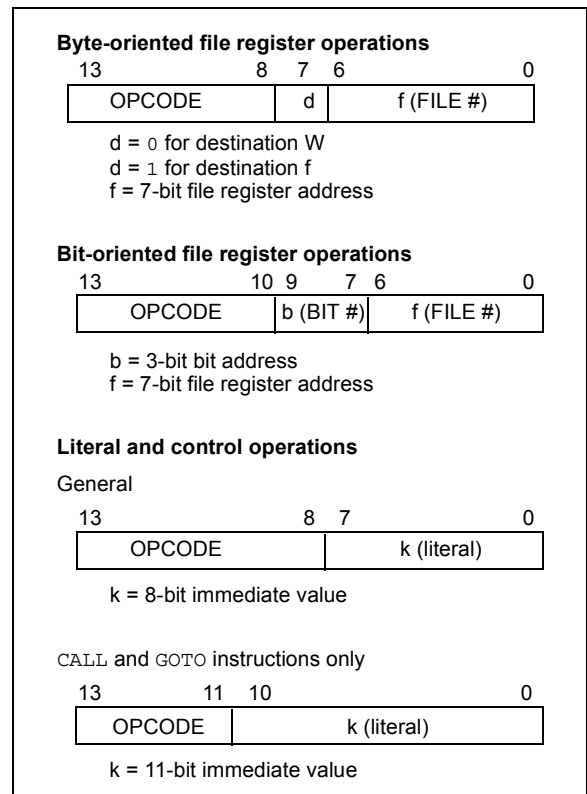 Byte-oriented file register operations
13 8 7 6 0
OPCODE d f (FILE #)
d = 0 for destination W
d = 1 for destination f
f = 7-bit file register address
Bit-oriented file register operations
13 10 9 7 6 0
OPCODE b (BIT #) f (FILE #)
b = 3-bit bit address
f = 7-bit file register address
Literal and control operations
General
13 8 7 0
OPCODE k (literal)
k = 8-bit immediate value
CALL and GOTO instructions only
13 11 10 0
OPCODE k (literal)
k = 11-bit immediate value